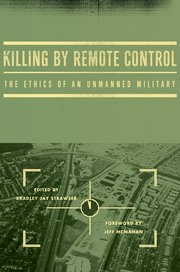 KILLING BY REMOTE CONTROL
THE ETHICS OF AN UNMANNED MILITARY
EDITED BY
BRADLEY JAY STRAWSER
FOREWORD BY
JEFF MCMAHAN